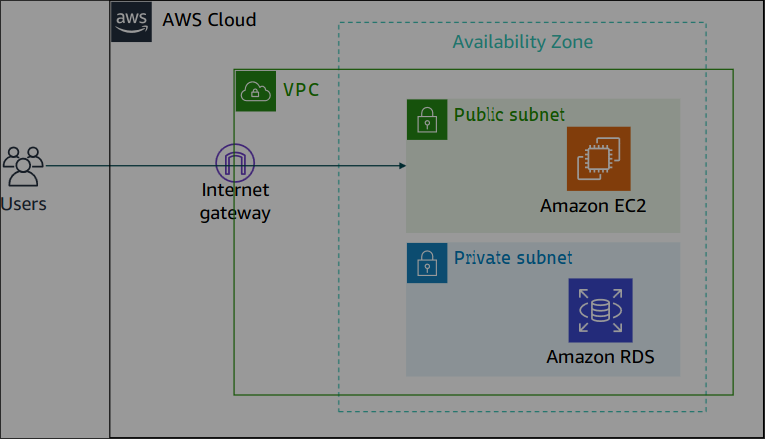 aws
AWS Cloud
Availability Zone
VPC
Public subnet
Amazon EC2
Users
Internet
gateway
Private subnet
Amazon RDS